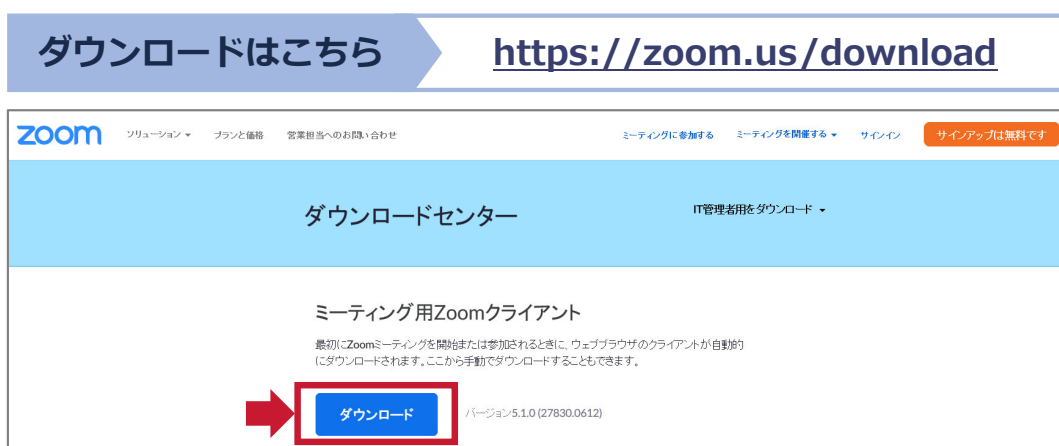 ダウンロードはこちら https://zoom.us/download
zoom ソリューション プランと価格 営業担当へのお問い合わせ ミーティングに参加する ミーティングを開催する サインイン サインアップは無料です
ダウンロードセンター IT管理者用をダウンロード
ミーティング用Zoomクライアント
最初にZoomミーティングを開始または参加されるときに、ウェブブラウザのクライアントが自動的
にダウンロードされます。ここから手動でダウンロードすることもできます。
ダウンロード バージョン5.1.0 (27830.0612)